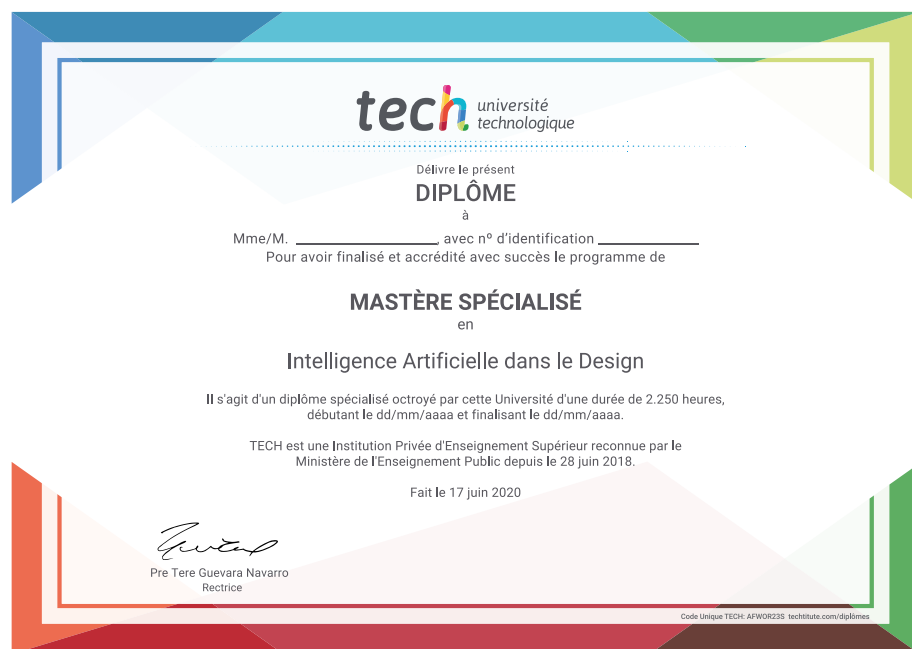 tech université
technologique
Délivre le présent
DIPLÔME
à
Mme/M. ____________________, avec nº d'identification ______________
Pour avoir finalisé et accrédité avec succès le programme de
MASTÈRE SPÉCIALISÉ
en
Intelligence Artificielle dans le Design
Il s'agit d'un diplôme spécialisé octroyé par cette Université d'une durée de 2.250 heures,
débutant le dd/mm/aaaa et finalisant le dd/mm/aaaa.
TECH est une Institution Privée d'Enseignement Supérieur reconnue par le
Ministère de l'Enseignement Public depuis le 28 juin 2018.
Fait le 17 juin 2020
Pre Tere Guevara Navarro
Rectrice
Code Unique TECH: AFWOR23S techtitute.com/diplômes